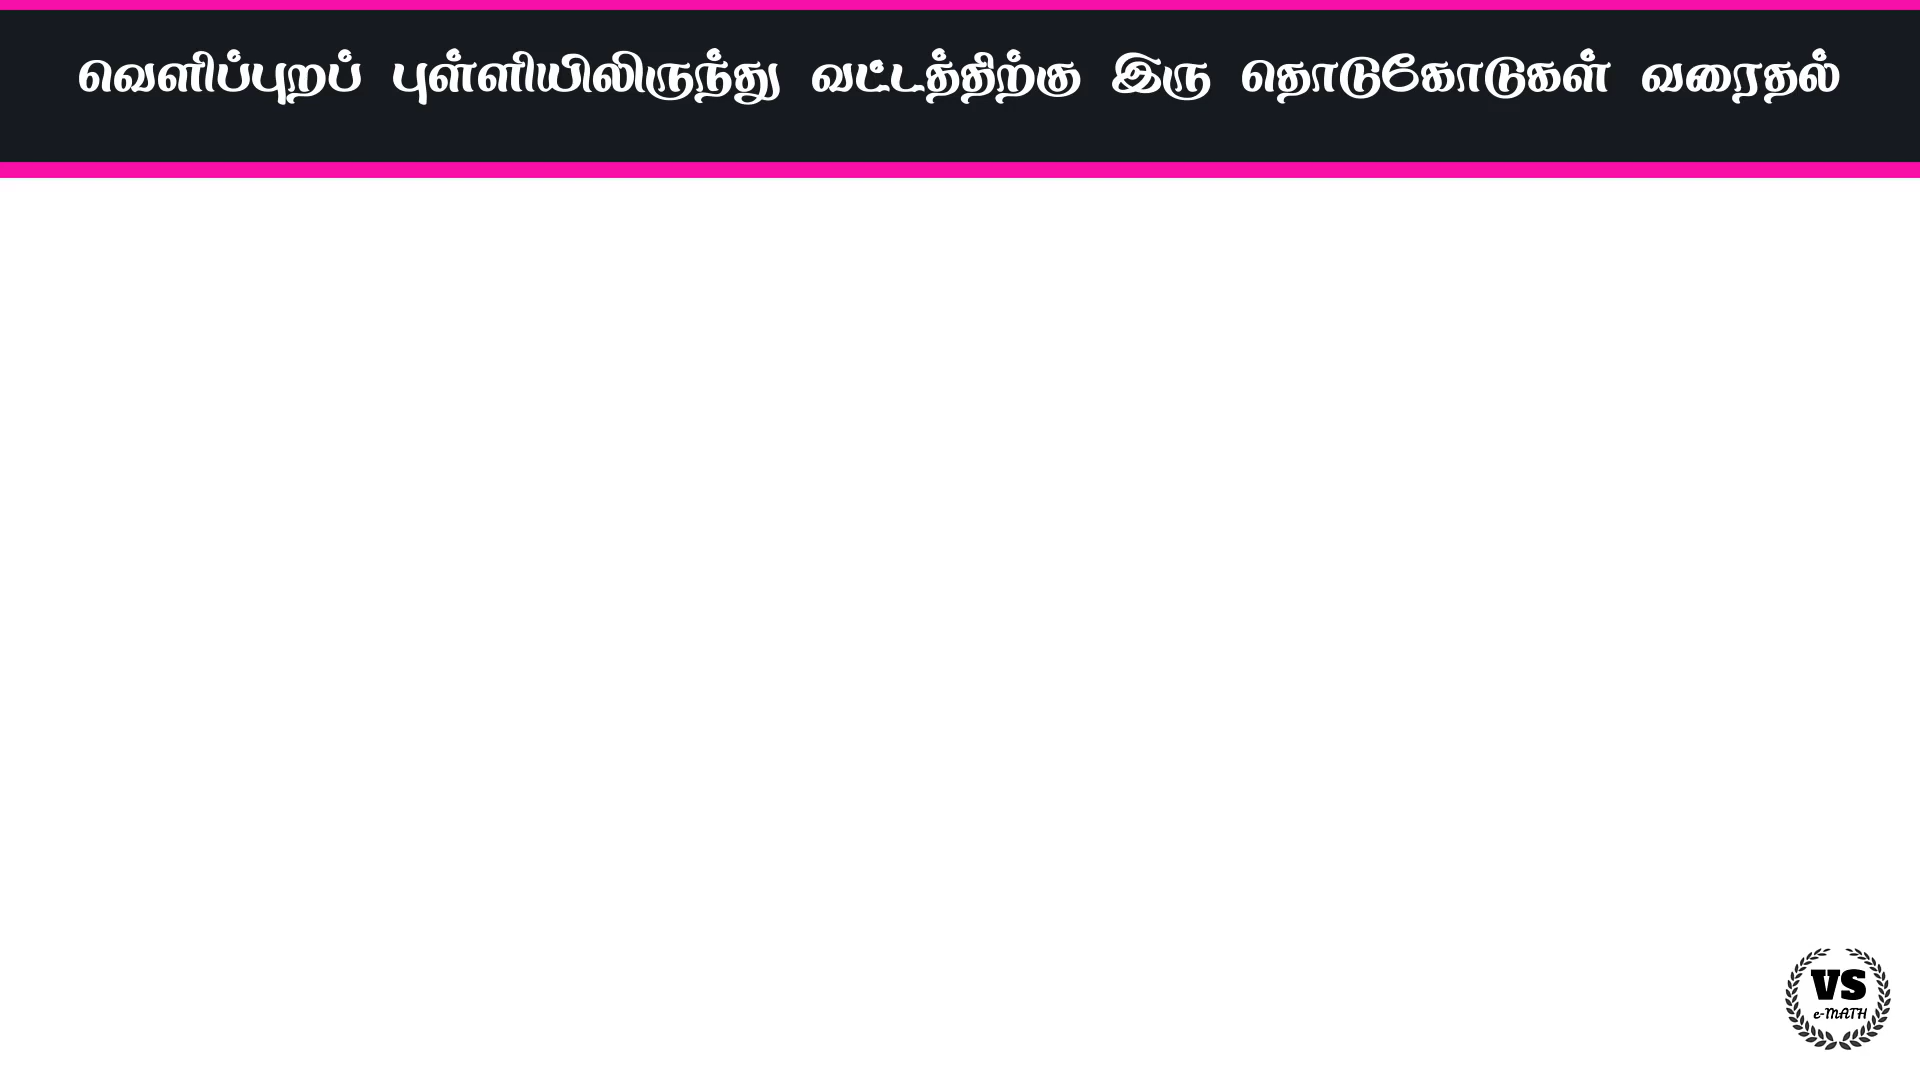 வெளிப்புறப் புள்ளியிலிருந்து வட்டத்திற்கு இரு தொடுகோடுகள் வரைதல்
VS
e-MATH